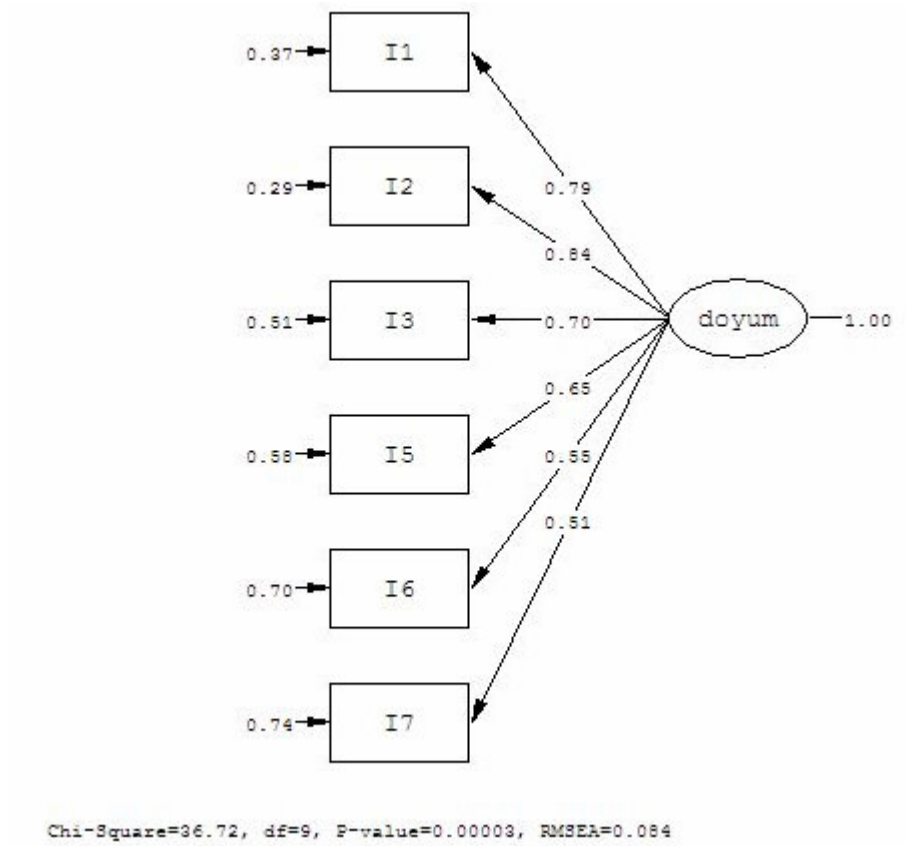 0.37 I1
0.79
0.29 I2
0.84
0.51 I3 0.70 doyum 1.00
0.65
0.58 I5 0.55
0.51
0.70 I6
0.74 I7
Chi-Square=36.72, df=9, P-value=0.00003, RMSEA=0.084